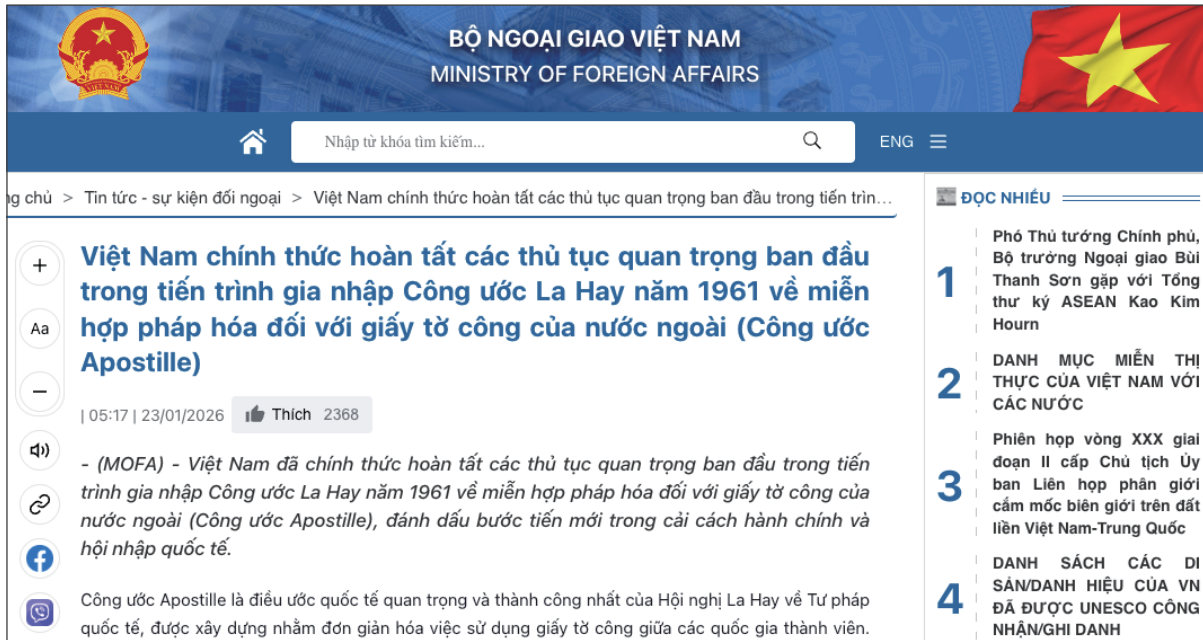 BỘ NGOẠI GIAO VIỆT NAM
MINISTRY OF FOREIGN AFFAIRS
VIỆT NAM
Nhập từ khóa tìm kiếm...
ENG
ng chủ > Tin tức - sự kiện đối ngoại > Việt Nam chính thức hoàn tất các thủ tục quan trọng ban đầu trong tiến trìn...
Việt Nam chính thức hoàn tất các thủ tục quan trọng ban đầu
trong tiến trình gia nhập Công ước La Hay năm 1961 về miễn
hợp pháp hóa đối với giấy tờ công của nước ngoài (Công ước
Apostille)
+
Aa
−
| 05:17 | 23/01/2026
Thích 2368
- (MOFA) - Việt Nam đã chính thức hoàn tất các thủ tục quan trọng ban đầu trong tiến
trình gia nhập Công ước La Hay năm 1961 về miễn hợp pháp hóa đối với giấy tờ công của
nước ngoài (Công ước Apostille), đánh dấu bước tiến mới trong cải cách hành chính và
hội nhập quốc tế.
Công ước Apostille là điều ước quốc tế quan trọng và thành công nhất của Hội nghị La Hay về Tư pháp
quốc tế, được xây dựng nhằm đơn giản hóa việc sử dụng giấy tờ công giữa các quốc gia thành viên.
ĐỌC NHIỀU
1
Phó Thủ tướng Chính phủ,
Bộ trưởng Ngoại giao Bùi
Thanh Sơn gặp với Tổng
thư ký ASEAN Kao Kim
Hourn
2
DANH MỤC MIỄN THỊ
THỰC CỦA VIỆT NAM VỚI
CÁC NƯỚC
3
Phiên họp vòng XXX giai
đoạn II cấp Chủ tịch Ủy
ban Liên họp phân giới
cắm mốc biên giới trên đất
liền Việt Nam-Trung Quốc
4
DANH SÁCH CÁC DI
SẢN/DANH HIỆU CỦA VN
ĐÃ ĐƯỢC UNESCO CÔNG
NHẬN/GHI DANH